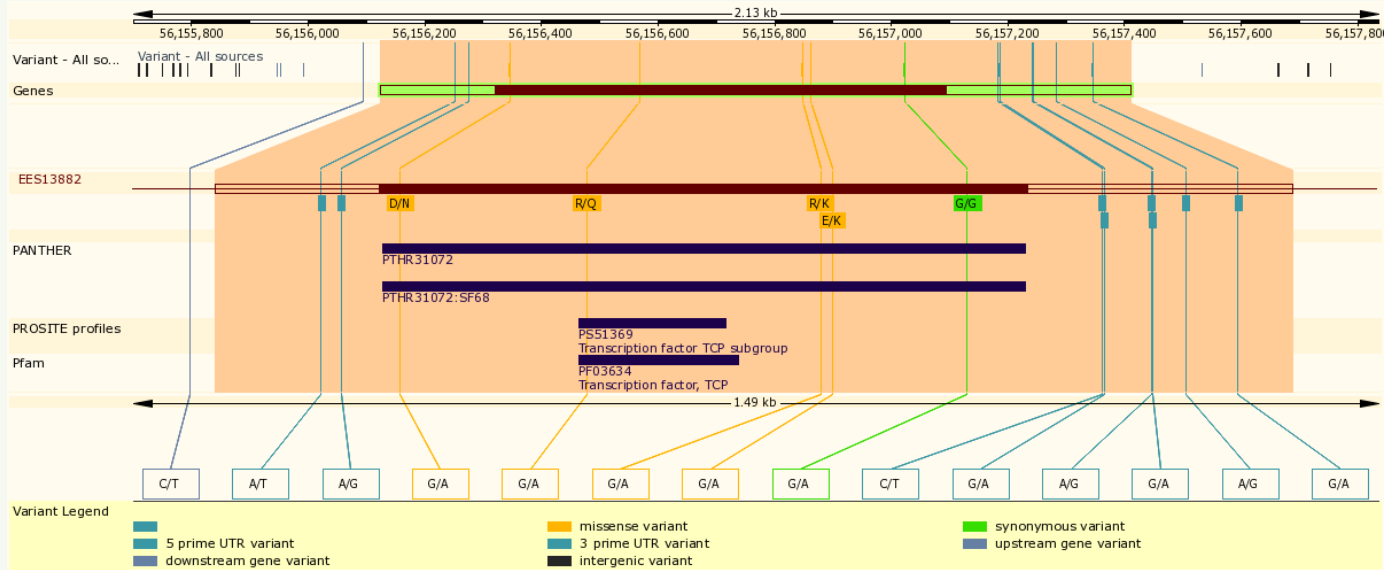 2.13 kb
56,155,800 56,156,000 56,156,200 56,156,400 56,156,600 56,156,800 56,157,000 56,157,200 56,157,400 56,157,600 56,157,800
Variant - All so... Variant - All sources
Genes
EES13882
D/N R/Q R/K G/G
E/K
PANTHER
PTHR31072
PTHR31072:SF68
PROSITE profiles
PS51369
Transcription factor TCP subgroup
Pfam
PF03634
Transcription factor, TCP
1.49 kb
C/T A/T A/G G/A G/A G/A G/A G/A C/T G/A A/G G/A A/G G/A
Variant Legend
missense variant synonymous variant
5 prime UTR variant 3 prime UTR variant upstream gene variant
downstream gene variant intergenic variant